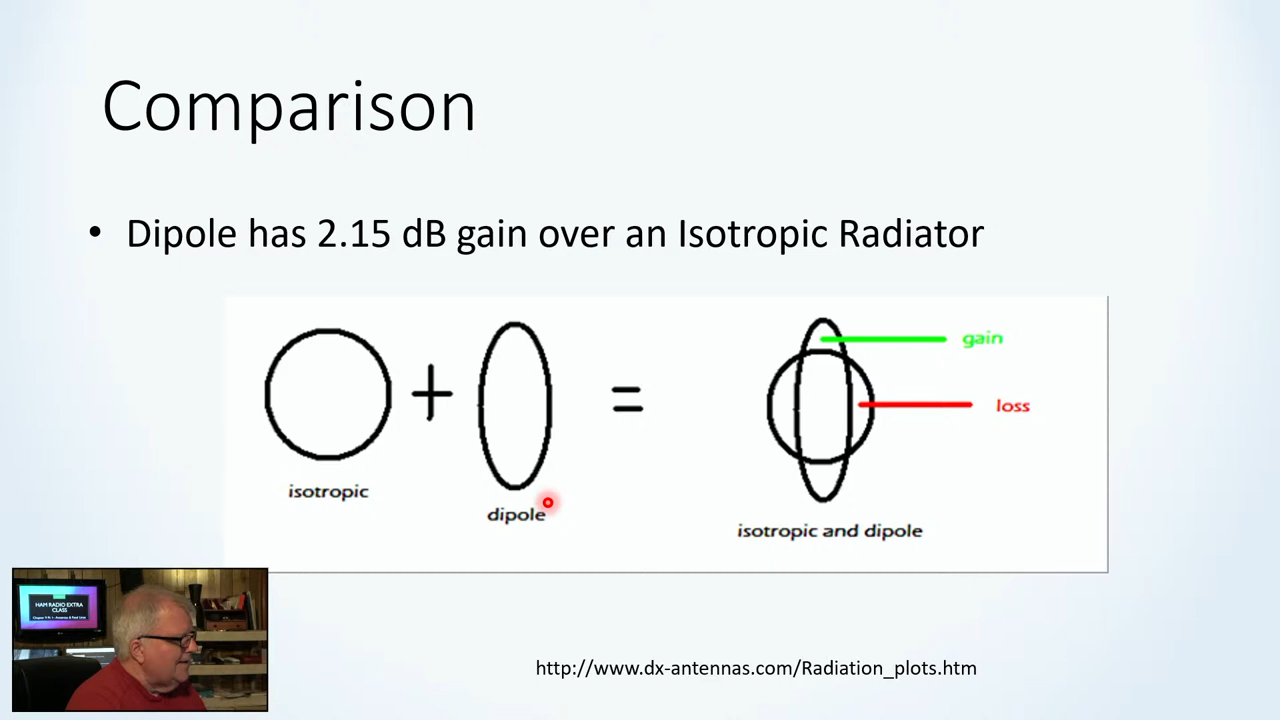 Comparison
• Dipole has 2.15 dB gain over an Isotropic Radiator
gain
loss
isotropic
dipole
isotropic and dipole
HAM RADIO EXTRA
CLASS
http://www.dx-antennas.com/Radiation_plots.htm